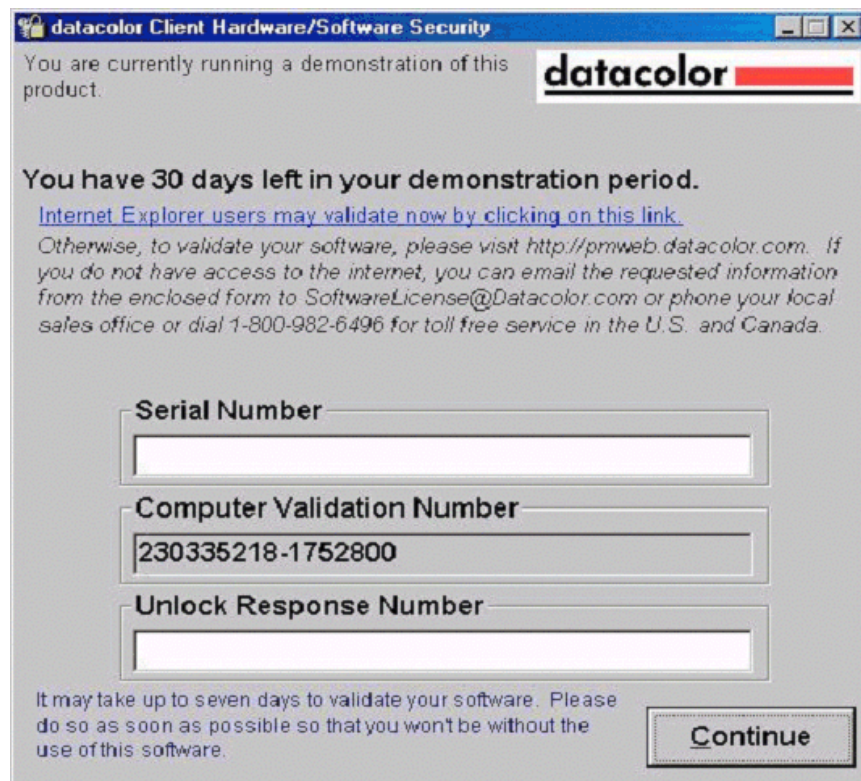 datacolor Client Hardware/Software Security
You are currently running a demonstration of this
product.
datacolor
You have 30 days left in your demonstration period.
Internet Explorer users may validate now by clicking on this link.
Otherwise, to validate your software, please visit http://pmweb.datacolor.com. If
you do not have access to the internet, you can email the requested information
from the enclosed form to SoftwareLicense@Datacolor.com or phone your local
sales office or dial 1-800-982-6496 for toll free service in the U.S. and Canada.
Serial Number
Computer Validation Number
230335218-1752800
Unlock Response Number
It may take up to seven days to validate your software. Please
do so as soon as possible so that you won't be without the
use of this software.
Continue